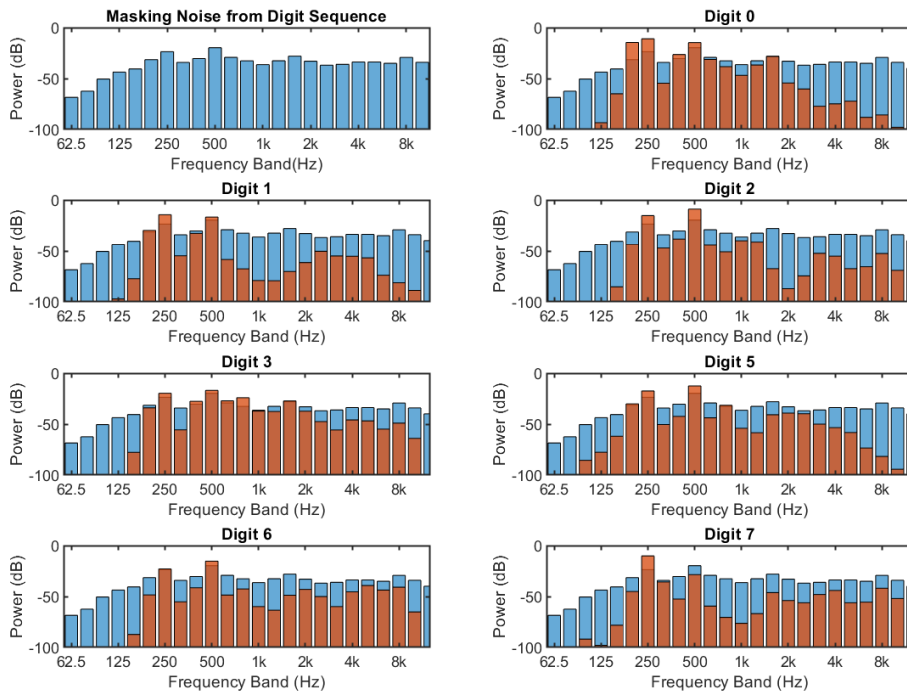 Masking Noise from Digit Sequence
Power (dB)
0
-50
-100
62.5 125 250 500 1k 2k 4k 8k
Frequency Band(Hz)
Digit 0
Power (dB)
0
-50
-100
62.5 125 250 500 1k 2k 4k 8k
Frequency Band (Hz)
Digit 1
Power (dB)
0
-50
-100
62.5 125 250 500 1k 2k 4k 8k
Frequency Band (Hz)
Digit 2
Power (dB)
0
-50
-100
62.5 125 250 500 1k 2k 4k 8k
Frequency Band (Hz)
Digit 3
Power (dB)
0
-50
-100
62.5 125 250 500 1k 2k 4k 8k
Frequency Band (Hz)
Digit 5
Power (dB)
0
-50
-100
62.5 125 250 500 1k 2k 4k 8k
Frequency Band (Hz)
Digit 6
Power (dB)
0
-50
-100
62.5 125 250 500 1k 2k 4k 8k
Frequency Band (Hz)
Digit 7
Power (dB)
0
-50
-100
62.5 125 250 500 1k 2k 4k 8k
Frequency Band (Hz)